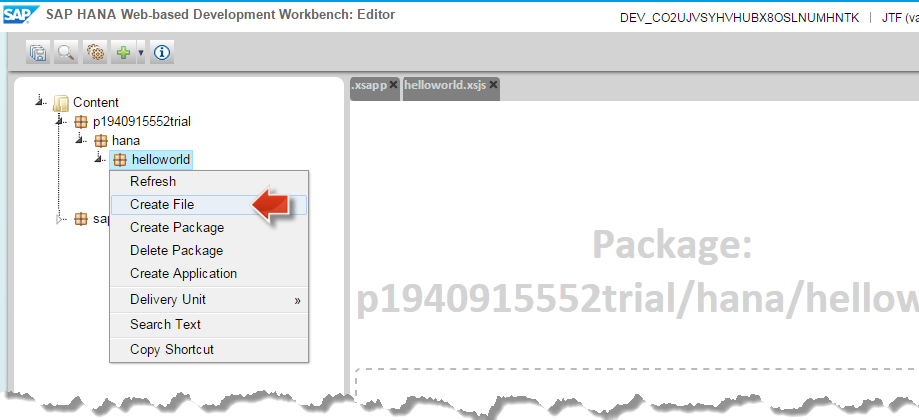 SAP SAP HANA Web-based Development Workbench: Editor
DEV_CO2UJVSYHVHUBX8OSLNUMHNTK | JTF (va
.xsapp × helloworld.xsjs ×
Content
p1940915552trial
hana
helloworld
Refresh
Create File
Create Package
sap
Delete Package
Create Application
Delivery Unit »
Search Text
Copy Shortcut
Package:
p1940915552trial/hana/hellow